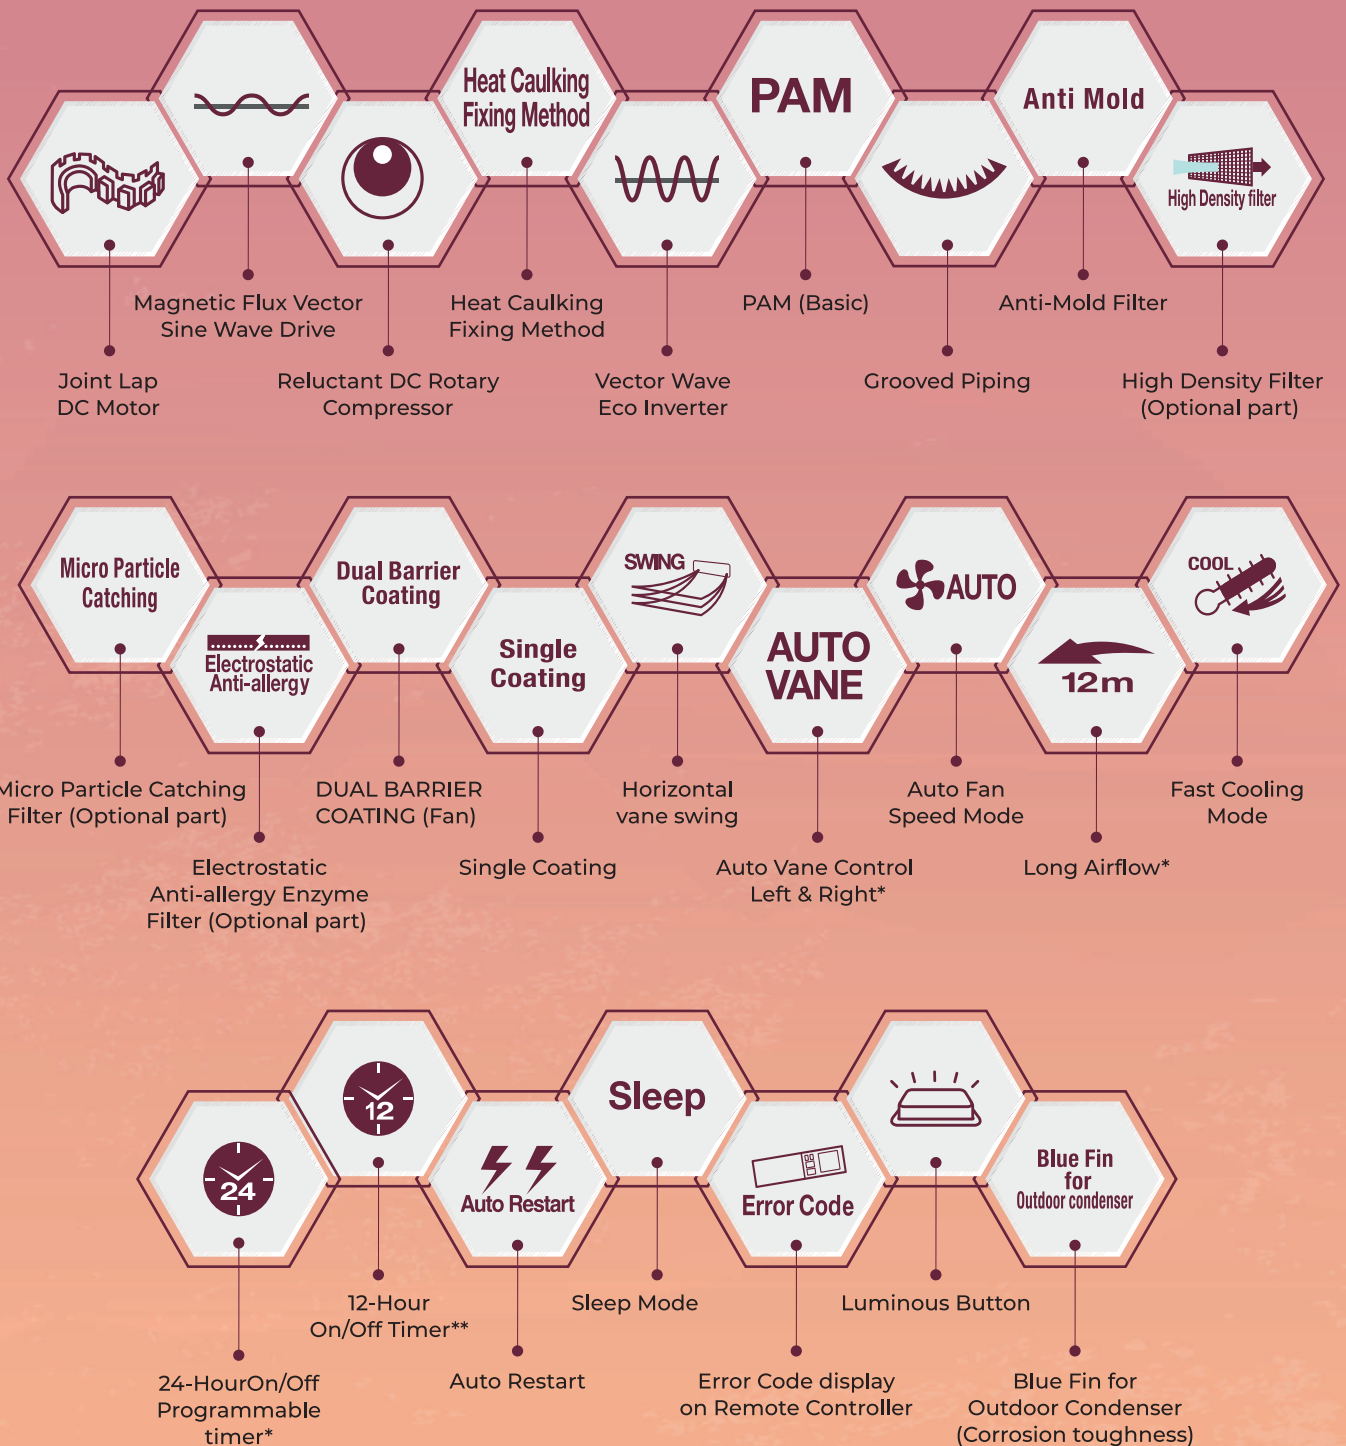 Heat Caulking
Fixing Method
PAM
Anti Mold
High Density filter
Magnetic Flux Vector
Sine Wave Drive
Heat Caulking
Fixing Method
PAM (Basic)
Anti-Mold Filter
Joint Lap
DC Motor
Reluctant DC Rotary
Compressor
Vector Wave
Eco Inverter
Grooved Piping
High Density Filter
(Optional part)
Micro Particle
Catching
Dual Barrier
Coating
SWING
AUTO
COOL
Electrostatic
Anti-allergy
Single
Coating
AUTO
VANE
12m
Micro Particle Catching
Filter (Optional part)
DUAL BARRIER
COATING (Fan)
Horizontal
vane swing
Auto Fan
Speed Mode
Fast Cooling
Mode
Electrostatic
Anti-allergy Enzyme
Filter (Optional part)
Single Coating
Auto Vane Control
Left & Right*
Long Airflow*
12
Sleep
24
Auto Restart
Error Code
Blue Fin
for
Outdoor condenser
12-Hour
On/Off Timer**
Sleep Mode
Luminous Button
24-HourOn/Off
Programmable
timer*
Auto Restart
Error Code display
on Remote Controller
Blue Fin for
Outdoor Condenser
(Corrosion toughness)